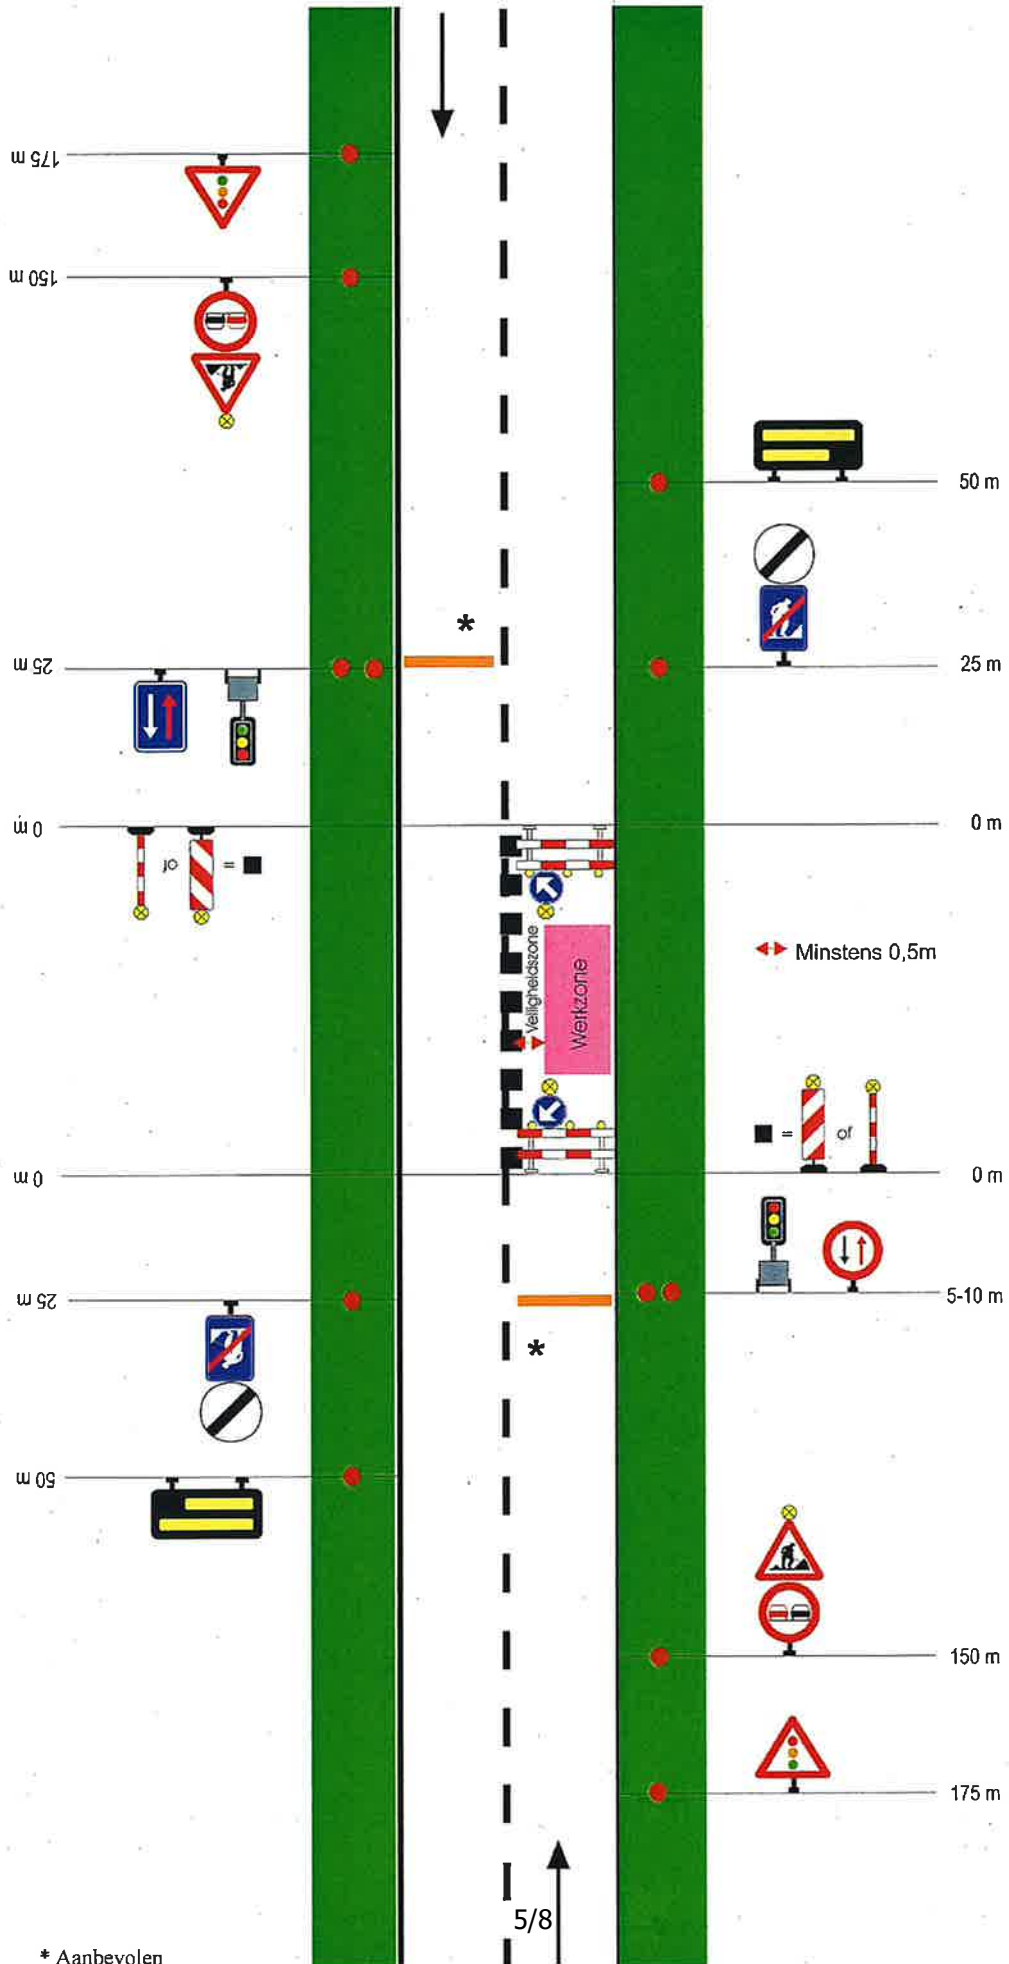 175 m
150 m
50 m
25 m
25 m
0 m
0 m
of
=
Veiligheidszone
Werkzone
Minstens 0,5m
=
of
0 m
0 m
25 m
5-10 m
*
*
50 m
150 m
175 m
5/8
* Aanbevolen